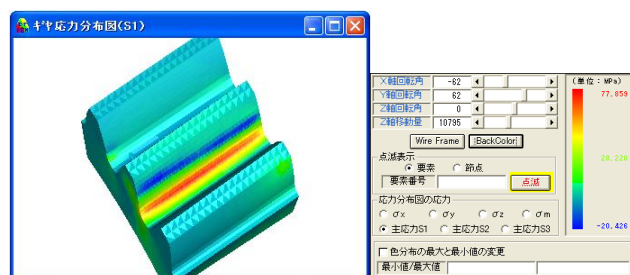 ギヤ応力分布図(S1)
X軸回転角 -62
Y軸回転角 62
Z軸回転角 0
Z軸移動量 10795
Wire Frame BackColor
点滅表示
要素 節点
要素番号 点滅
応力分布図の応力
σx σy σz σm
主応力S1 主応力S2 主応力S3
色分布の最大と最小値の変更
最小値/最大値
(単位: MPa)
77.859
28.220
-20.426